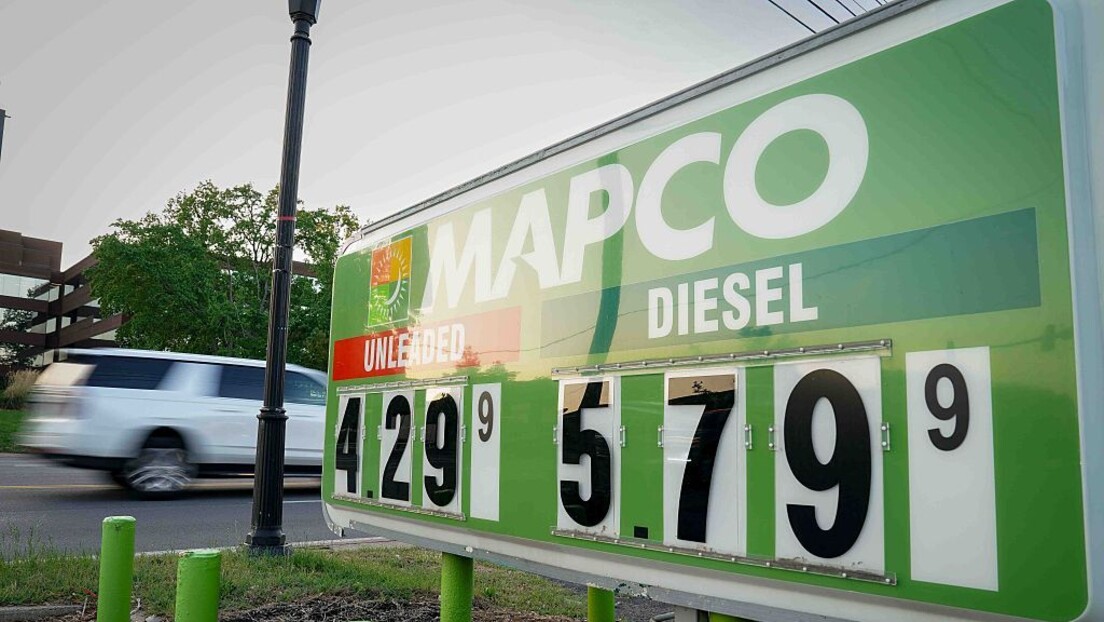 MAPCO
UNLEADED DIESEL
4.29 9 5.79 9